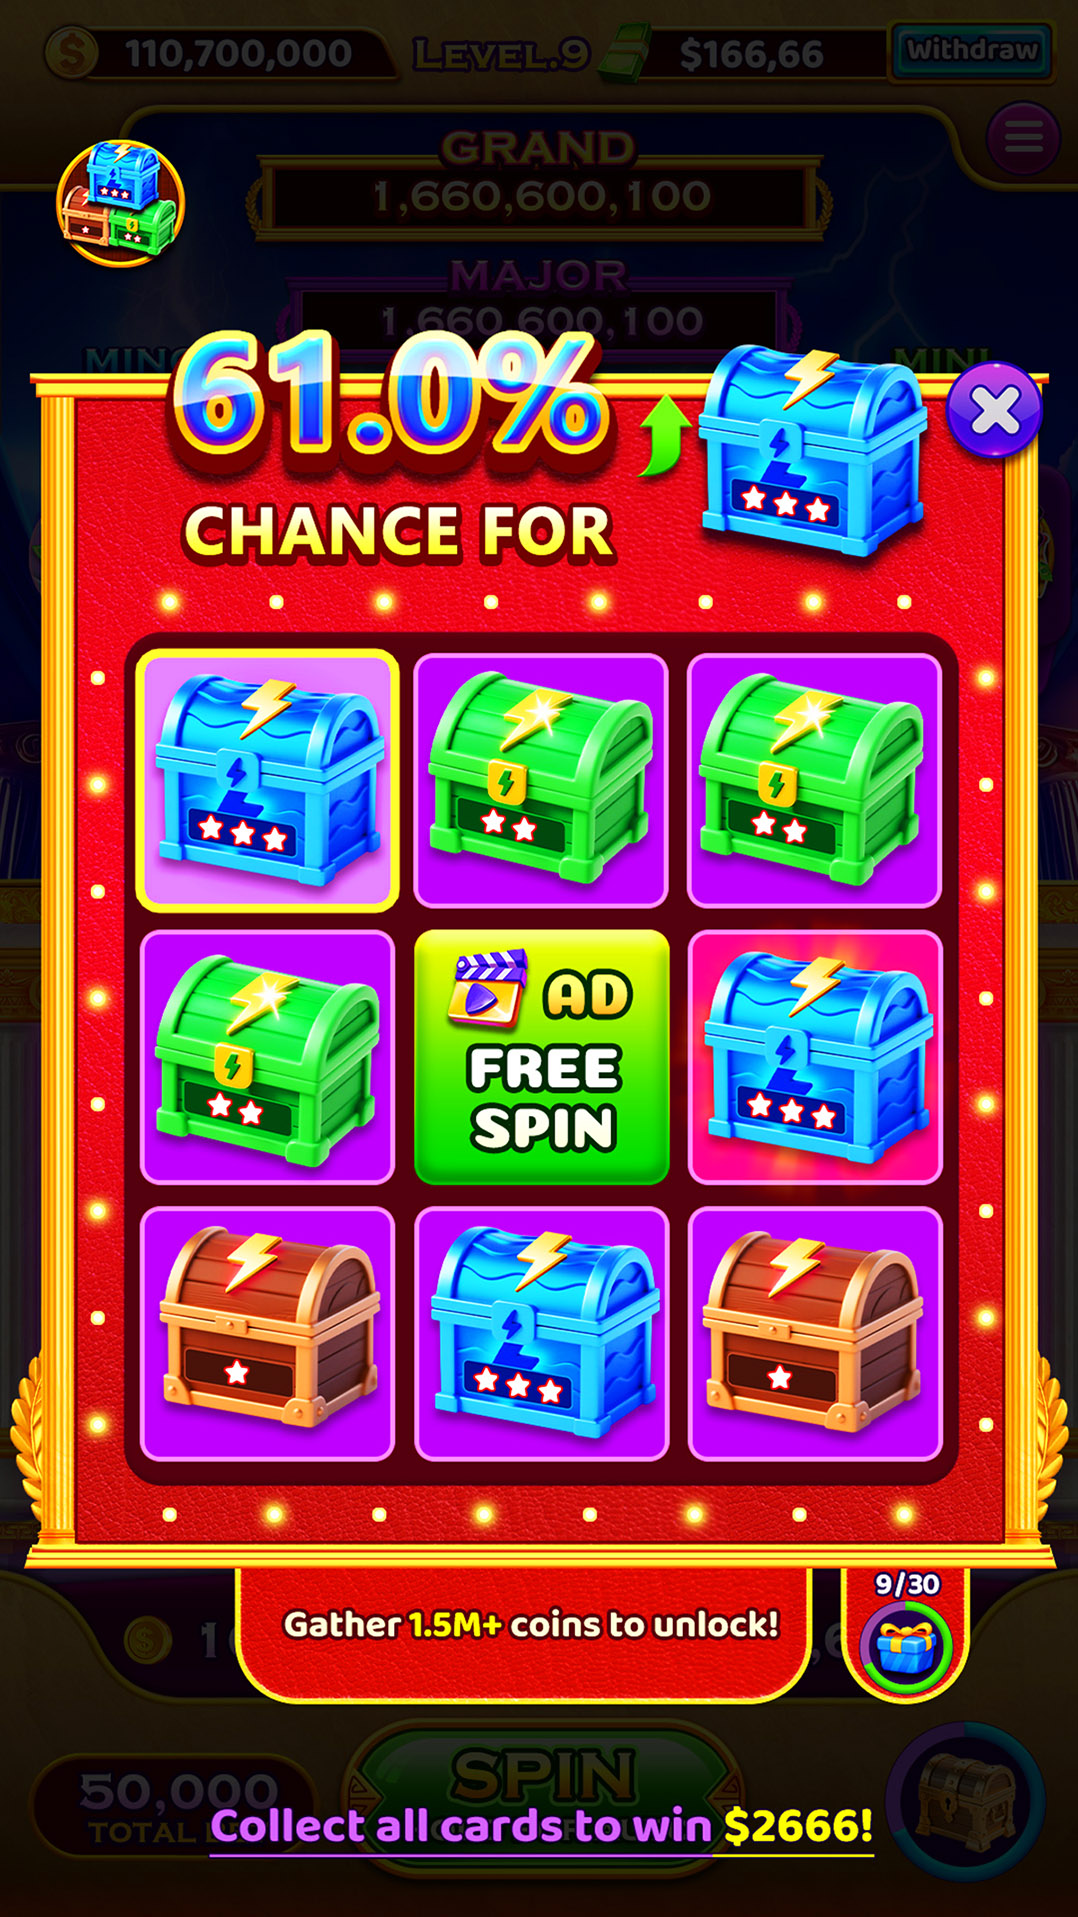 110,700,000
LEVEL.9
$166,66
Withdraw
GRAND
1,660,600,100
MAJOR
1,660,600,100
MINI
61.0%
CHANCE FOR
AD
FREE
SPIN
9/30
Gather 1.5M+ coins to unlock!
SPIN
50,000
TOTAL
Collect all cards to win $2666!